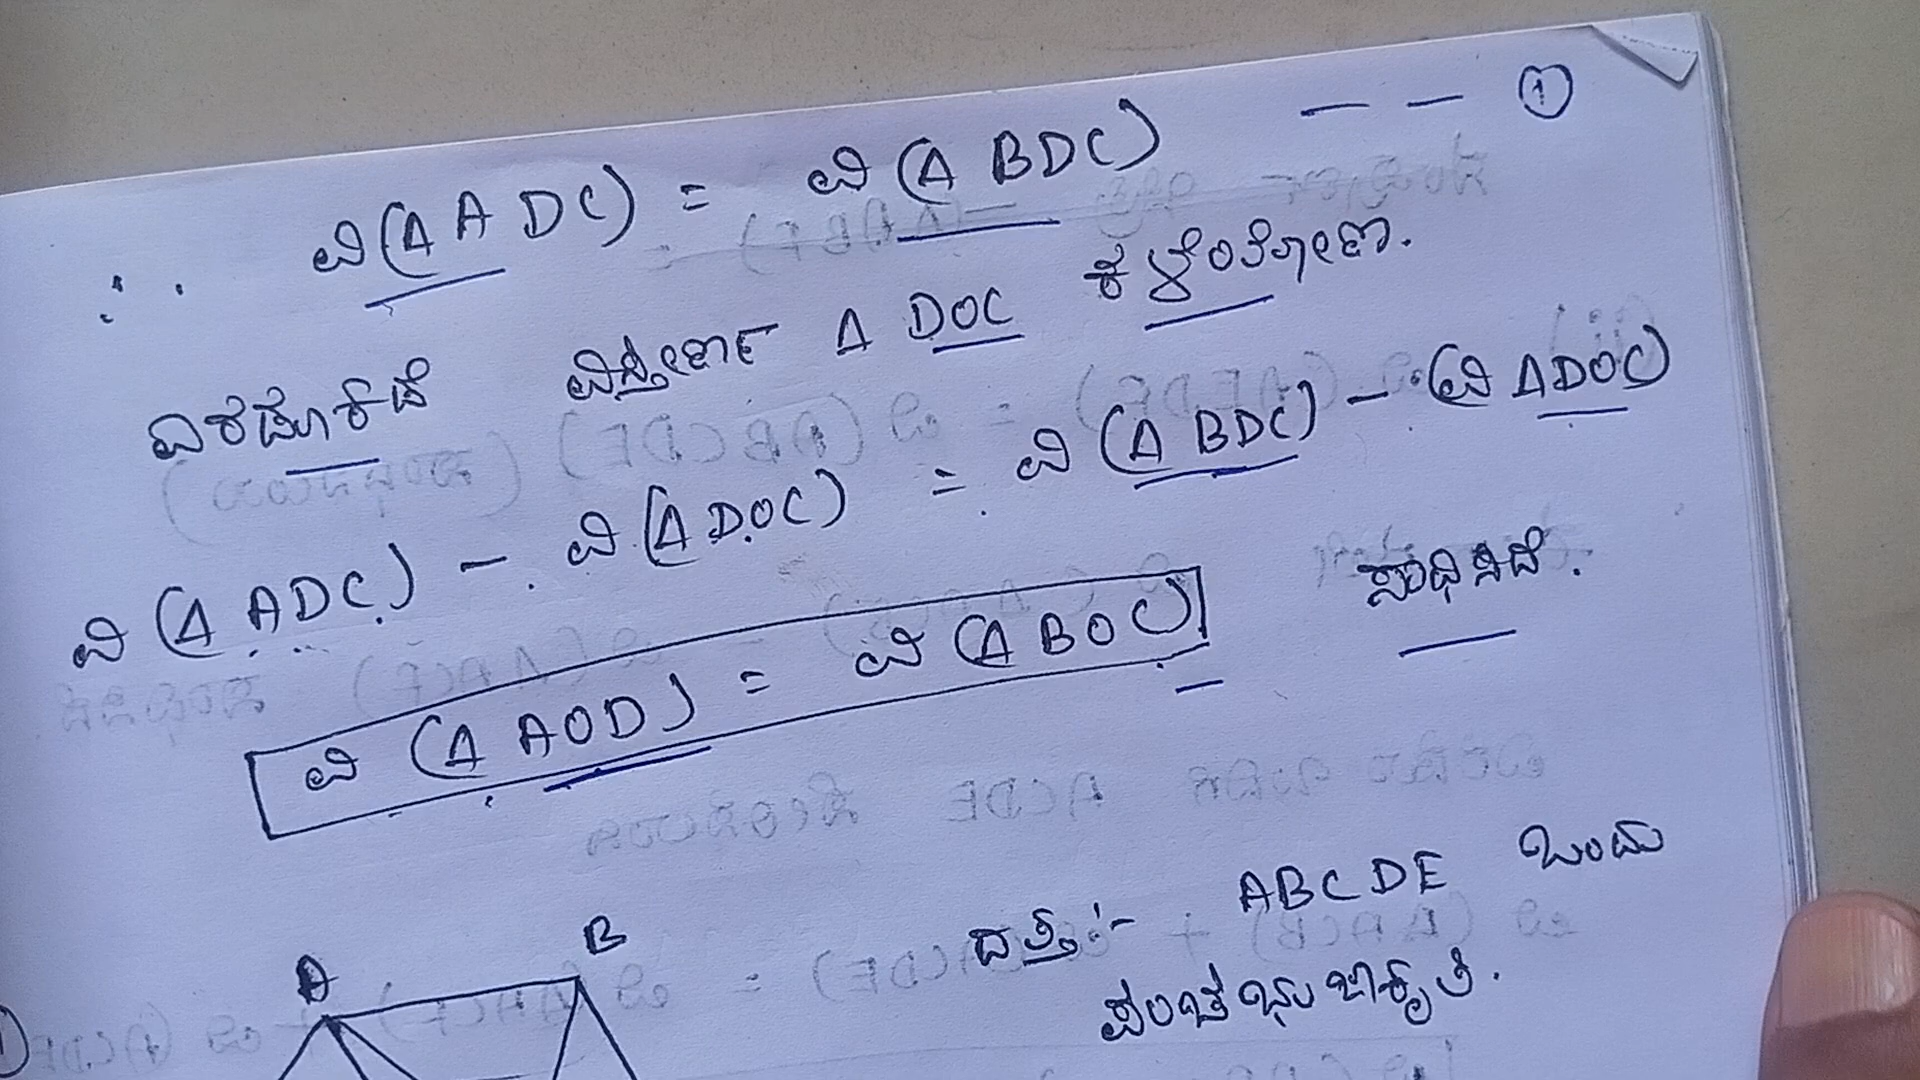 ∴ ವಿ(Δ ADC) = ವಿ(Δ BDC) — — ①
ಎರಡೂಕಡೆ ವಿಸ್ತೀರ್ಣ Δ DOC ಕಳೆಯೋಣ.
ವಿ(Δ ADC) − ವಿ(Δ DOC) = ವಿ(Δ BDC) − (ವಿ Δ DOC)
ವಿ(Δ AOD) = ವಿ(Δ BOC) ಸಾಧಿಸಿದೆ.
ದತ್ತ :- ABCDE ಒಂದು
ಪಂಚಭುಜಾಕೃತಿ.
A B